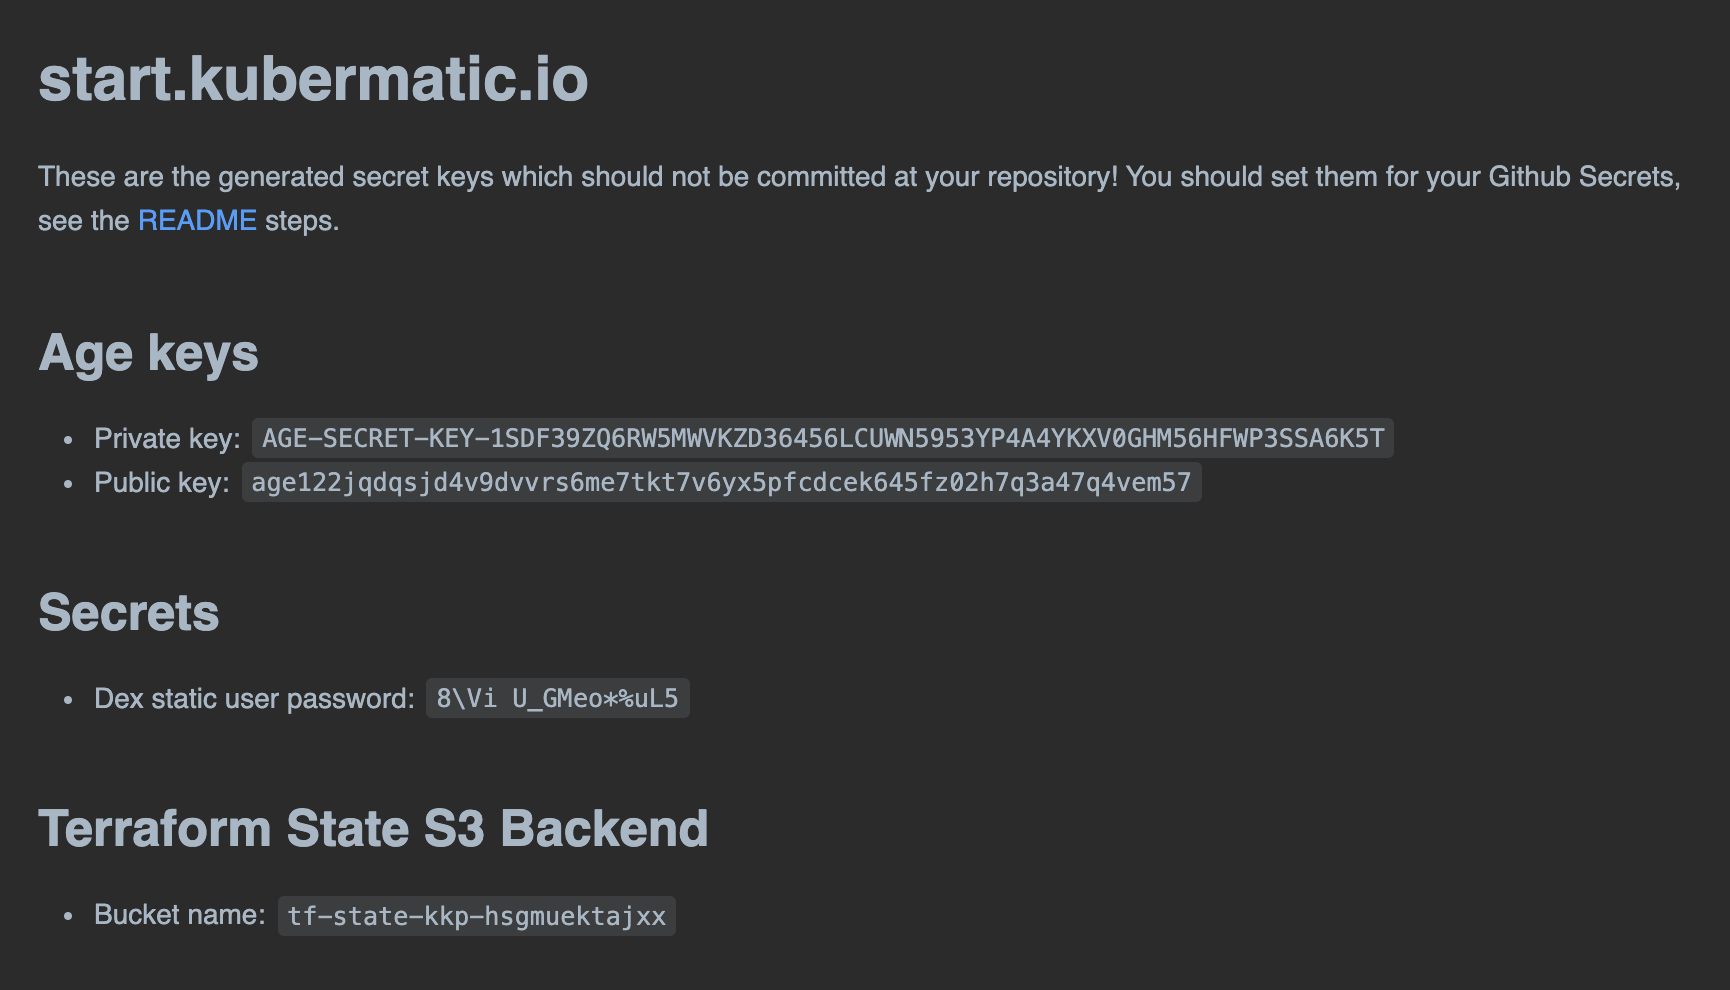 start.kubermatic.io
These are the generated secret keys which should not be committed at your repository! You should set them for your Github Secrets,
see the README steps.
Age keys
• Private key: AGE-SECRET-KEY-1SDF39ZQ6RW5MWVKZD36456LCUWN5953YP4A4YKXV0GHM56HFWP3SSA6K5T
• Public key: age122jqdqsjd4v9dvvrs6me7tkt7v6yx5pfcdcek645fz02h7q3a47q4vem57
Secrets
• Dex static user password: 8\Vi U_GMeo*%uL5
Terraform State S3 Backend
• Bucket name: tf-state-kkp-hsgmuektajxx